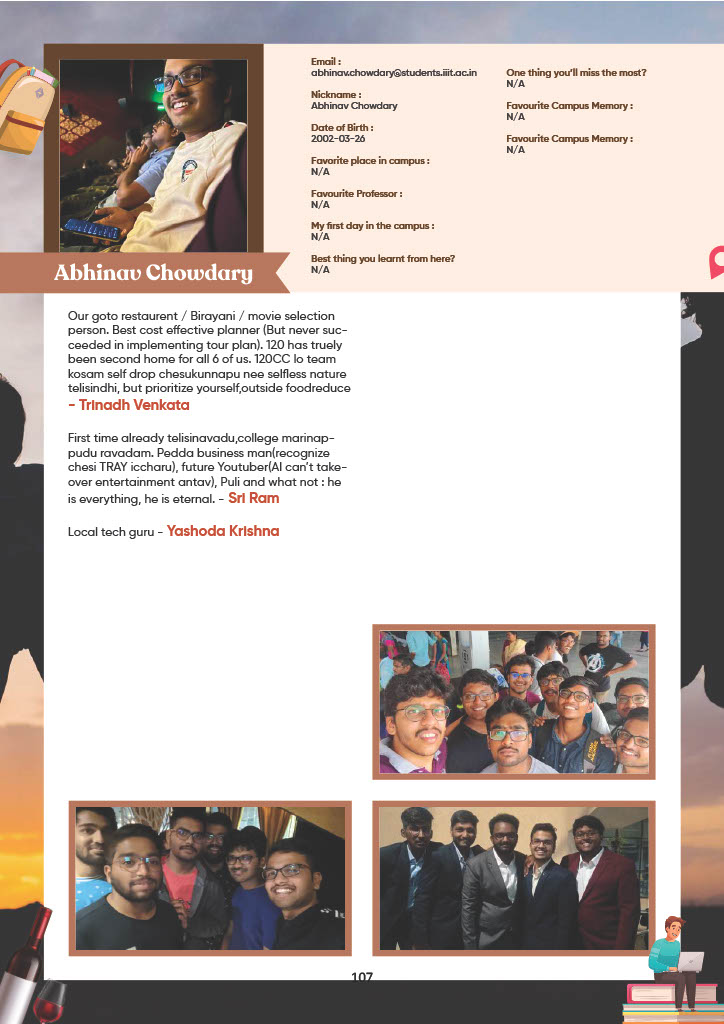 Email :
abhinav.chowdary@students.iiit.ac.in
Nickname :
Abhinav Chowdary
Date of Birth :
2002-03-26
Favorite place in campus :
N/A
Favourite Professor :
N/A
My first day in the campus :
N/A
Best thing you learnt from here?
N/A
One thing you'll miss the most?
N/A
Favourite Campus Memory :
N/A
Favourite Campus Memory :
N/A
Abhinav Chowdary
Our goto restaurent / Birayani / movie selection
person. Best cost effective planner (But never suc-
ceeded in implementing tour plan). 120 has truely
been second home for all 6 of us. 120CC lo team
kosam self drop chesukunnapu nee selfless nature
telisindhi, but prioritize yourself,outside foodreduce
- Trinadh Venkata
First time already telisinavadu,college marinap-
pudu ravadam. Pedda business man(recognize
chesi TRAY iccharu), future Youtuber(AI can't take-
over entertainment antav), Puli and what not : he
is everything, he is eternal. - Sri Ram
Local tech guru - Yashoda Krishna
107